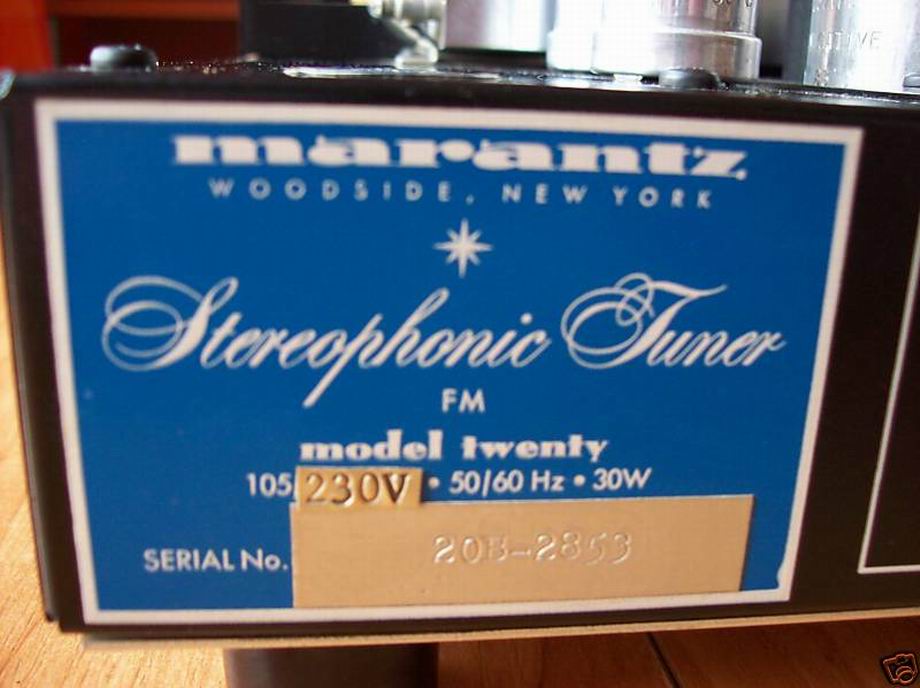 marantz.
WOODSIDE, NEW YORK
Stereophonic Tuner
FM
model twenty
105 230V • 50/60 Hz • 30W
SERIAL No. 20B-2853